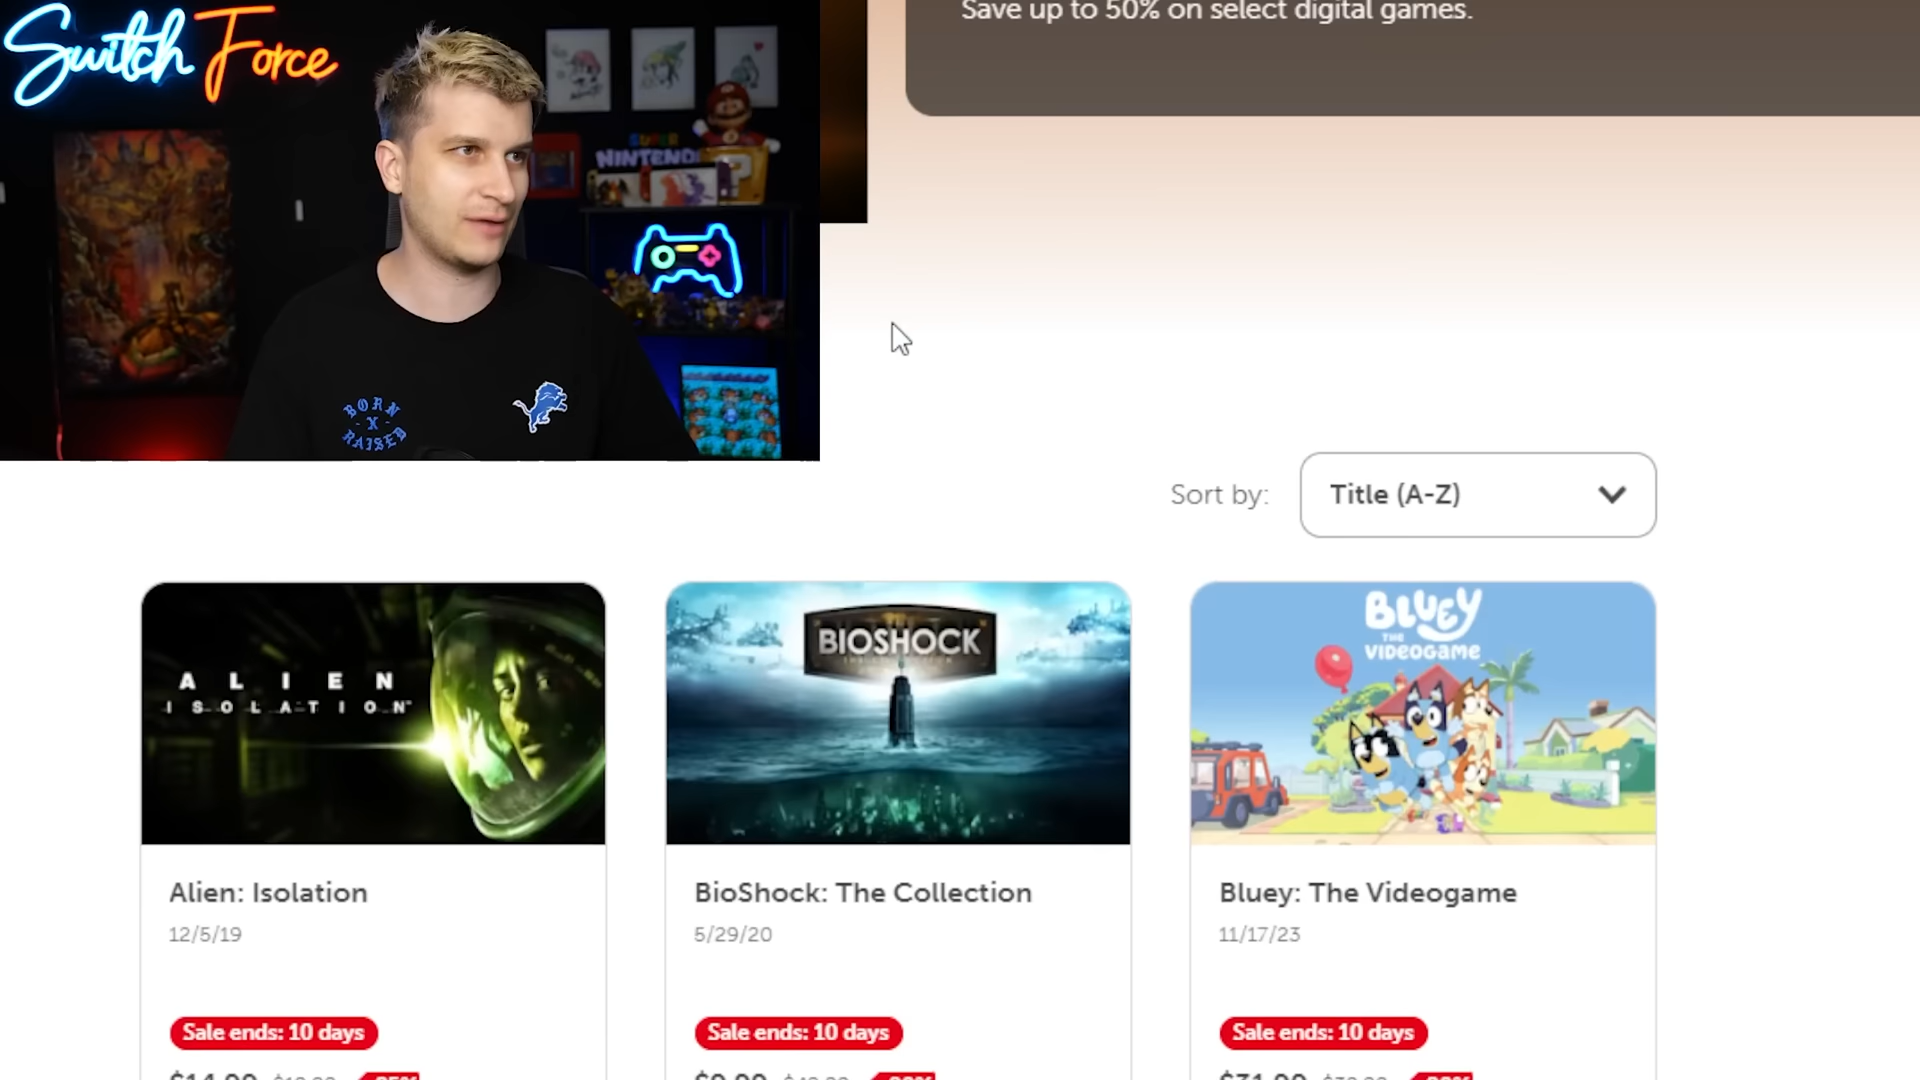 Save up to 50% on select digital games.
Switch Force
SUPER
NINTENDO
BORN
X
RAISED
Sort by:
Title (A-Z)
ALIEN
ISOLATION
BIOSHOCK
BLUEY
THE
VIDEOGAME
Alien: Isolation
BioShock: The Collection
Bluey: The Videogame
12/5/19
5/29/20
11/17/23
Sale ends: 10 days
Sale ends: 10 days
Sale ends: 10 days